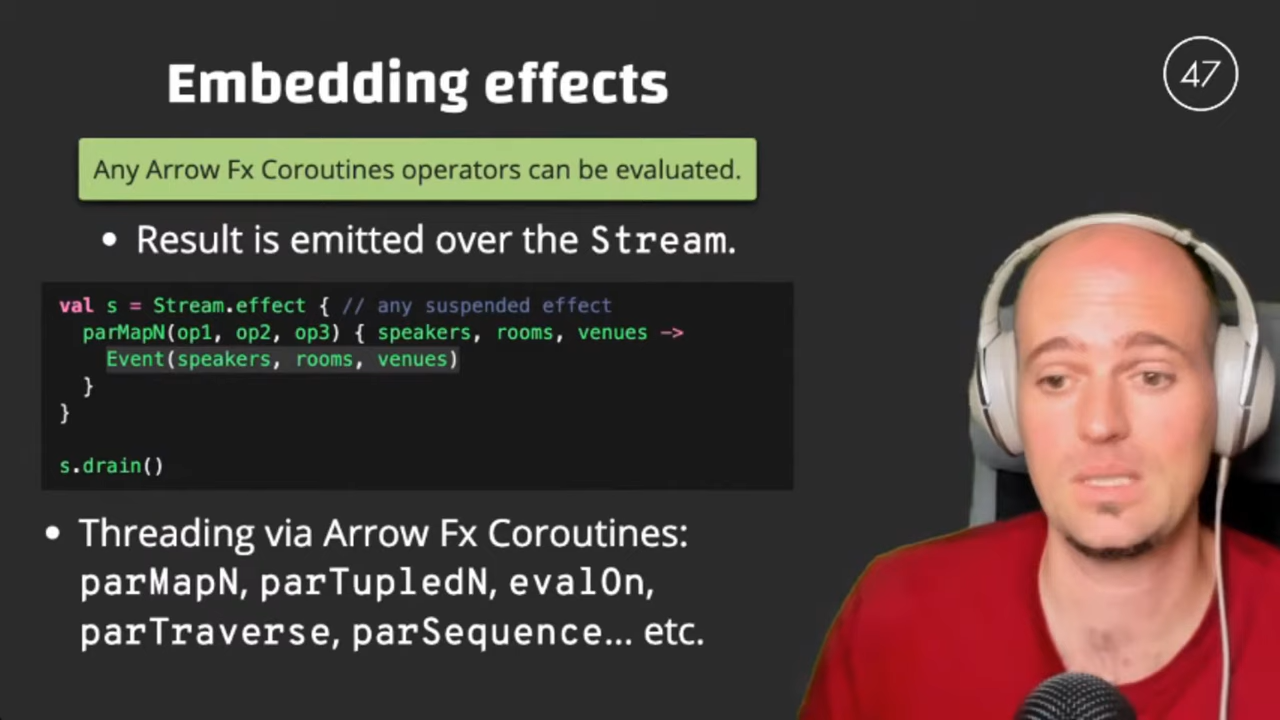 Embedding effects
47
Any Arrow Fx Coroutines operators can be evaluated.
• Result is emitted over the Stream.
val s = Stream.effect { // any suspended effect
  parMapN(op1, op2, op3) { speakers, rooms, venues ->
    Event(speakers, rooms, venues)
  }
}
s.drain()
• Threading via Arrow Fx Coroutines:
parMapN, parTupledN, evalOn,
parTraverse, parSequence... etc.